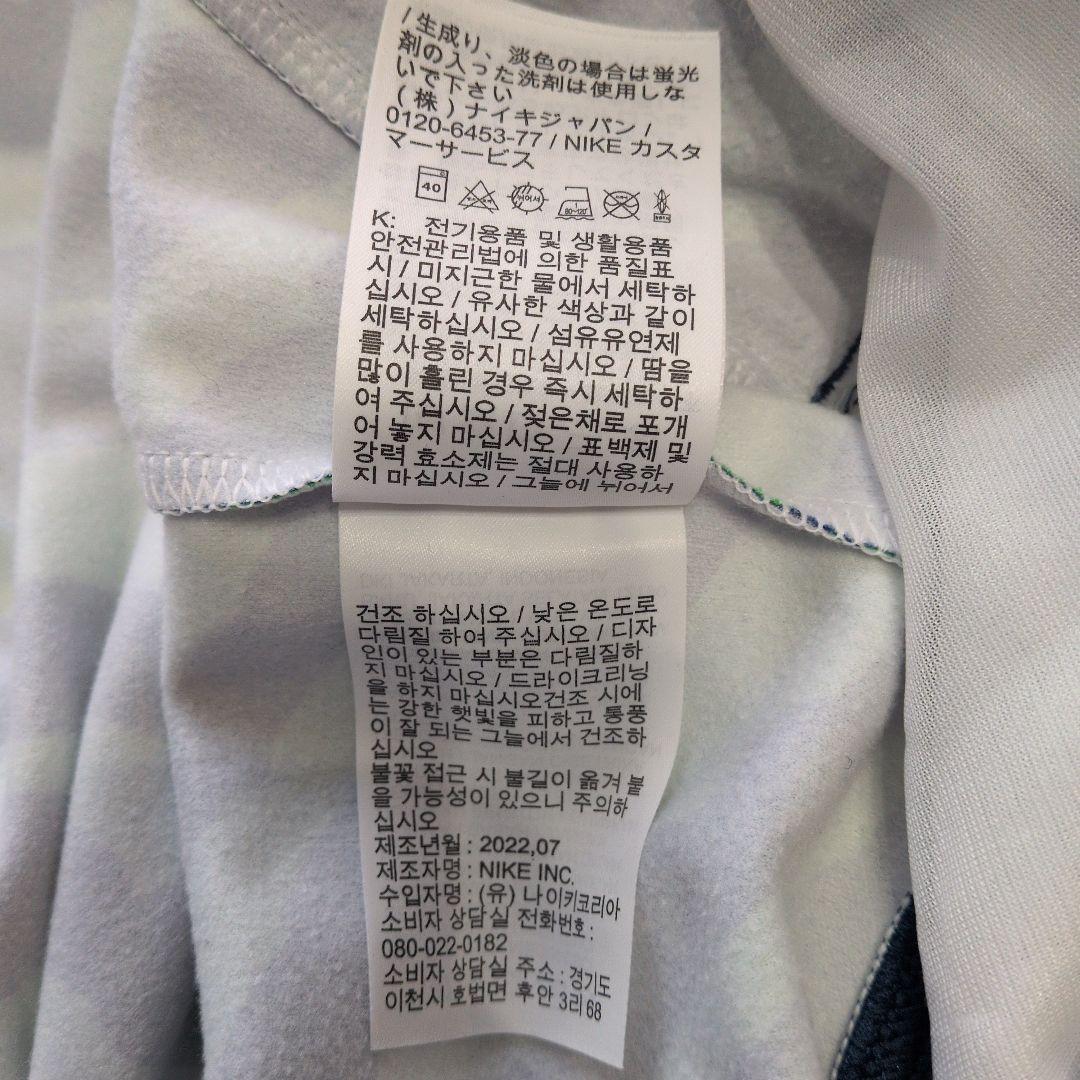 / 生成り、淡色の場合は蛍光
剤の入った洗剤は使用しな
いで下さい
(株) ナイキジャパン /
0120-6453-77 / NIKE カスタ
マーサービス
40 뉘어서 80~120˚
K: 전기용품 및 생활용품
안전관리법에 의한 품질표
시 / 미지근한 물에서 세탁하
십시오 / 유사한 색상과 같이
세탁하십시오 / 섬유유연제
를 사용하지 마십시오 / 땀을
많이 흘린 경우 즉시 세탁하
여 주십시오 / 젖은채로 포개
어 놓지 마십시오 / 표백제 및
강력 효소제는 절대 사용하
지 마십시오 / 그늘에 뉘어서
건조 하십시오 / 낮은 온도로
다림질 하여 주십시오 / 디자
인이 있는 부분은 다림질하
지 마십시오 / 드라이크리닝
을 하지 마십시오건조 시에
는 강한 햇빛을 피하고 통풍
이 잘 되는 그늘에서 건조하
십시오
불꽃 접근 시 불길이 옮겨 붙
을 가능성이 있으니 주의하
십시오
제조년월 : 2022,07
제조자명 : NIKE INC.
수입자명 : (유) 나이키코리아
소비자 상담실 전화번호 :
080-022-0182
소비자 상담실 주소 : 경기도
이천시 호법면 후안 3리 68